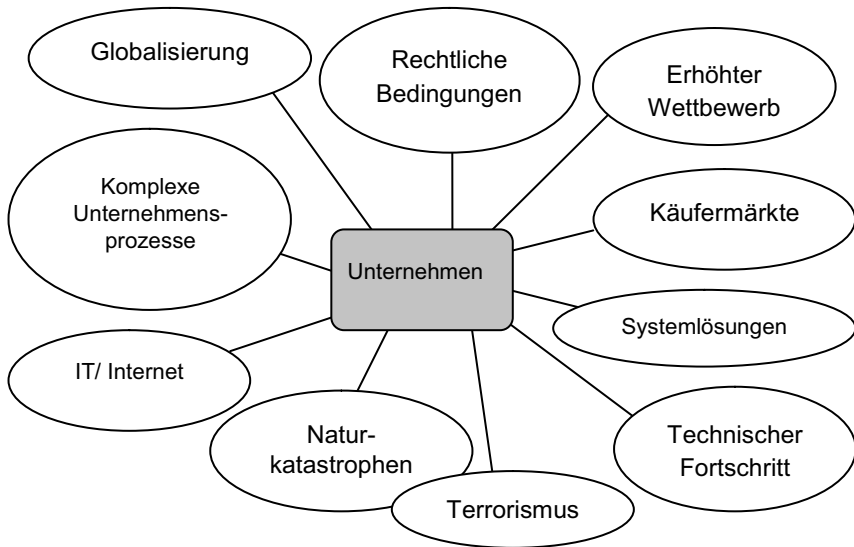 Globalisierung
Rechtliche
Bedingungen
Erhöhter
Wettbewerb
Komplexe
Unternehmens-
prozesse
Käufermärkte
Unternehmen
Systemlösungen
IT/ Internet
Natur-
katastrophen
Technischer
Fortschritt
Terrorismus